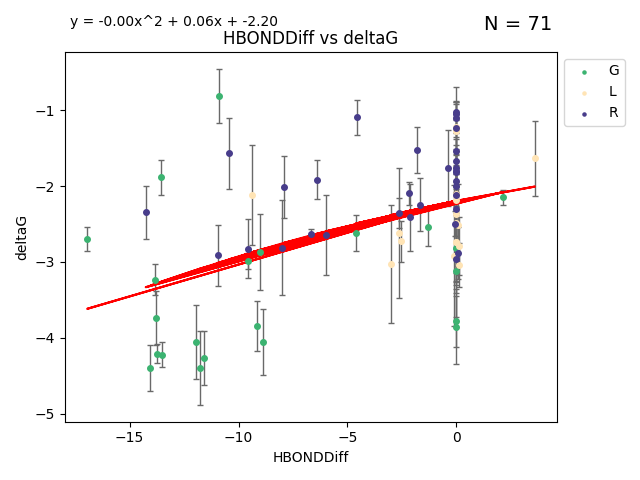 y = -0.00x^2 + 0.06x + -2.20
N = 71
HBONDDiff vs deltaG
G
L
R
−1
−2
−3
−4
−5
deltaG
−15
−10
−5
0
HBONDDiff